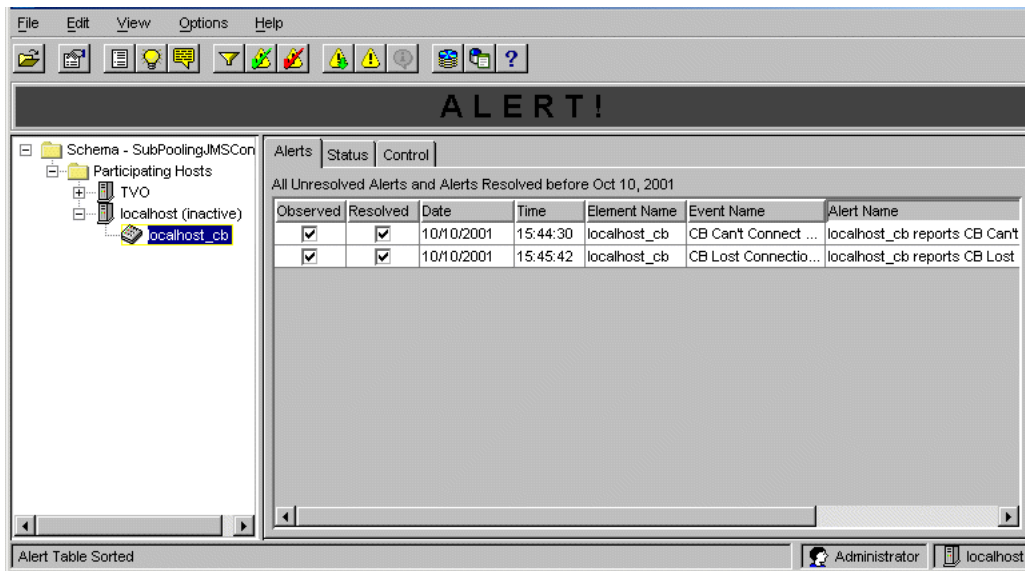 File Edit View Options Help
ALERT!
Schema - SubPoolingJMSCon
Participating Hosts
TVO
localhost (inactive)
localhost_cb
Alerts Status Control
All Unresolved Alerts and Alerts Resolved before Oct 10, 2001
Observed Resolved Date Time Element Name Event Name Alert Name
10/10/2001 15:44:30 localhost_cb CB Can't Connect ... localhost_cb reports CB Can't
10/10/2001 15:45:42 localhost_cb CB Lost Connectio... localhost_cb reports CB Lost
Alert Table Sorted Administrator localhost